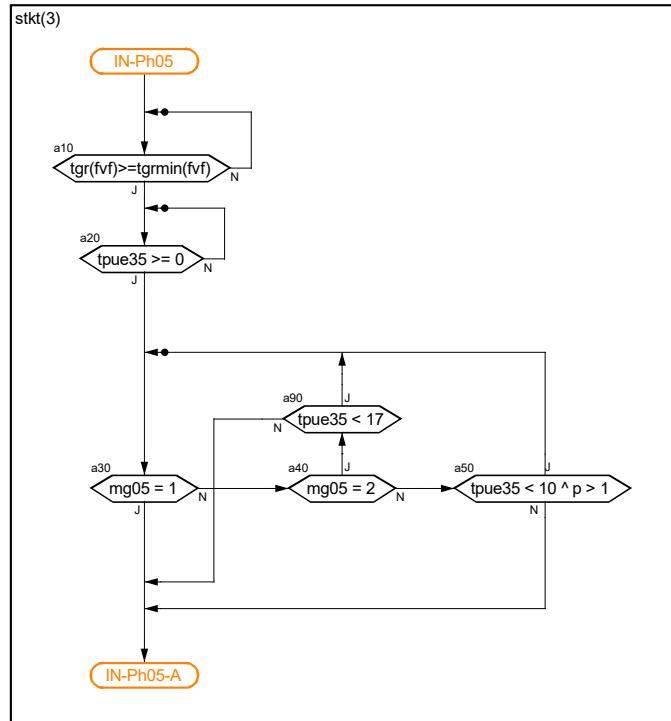 stkt(3)
IN-Ph05
a10
tgr(fvf)>=tgrmin(fvf)
N
J
a20
tpue35 >= 0
N
J
a90
J
tpue35 < 17
N
a30
mg05 = 1
N
J
a40
J
mg05 = 2
N
a50
J
tpue35 < 10 ^ p > 1
N
IN-Ph05-A